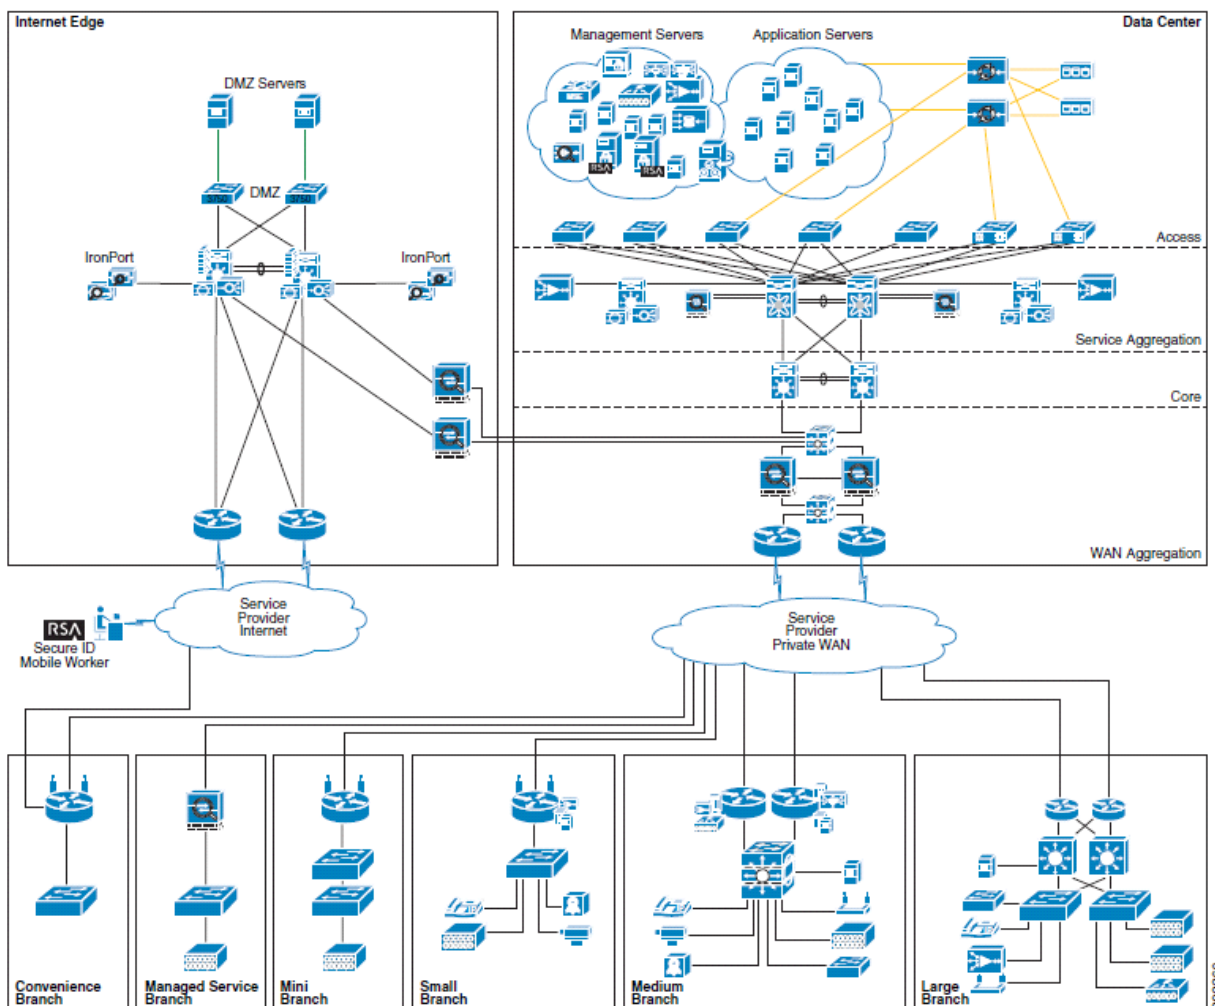 Internet Edge
Data Center
Management Servers
Application Servers
DMZ Servers
DMZ
3750
3750
IronPort
IronPort
RSA
RSA
Access
Service Aggregation
Core
WAN Aggregation
Service
Provider
Internet
RSA
Secure ID
Mobile Worker
Service
Provider
Private WAN
Convenience
Branch
Managed Service
Branch
Mini
Branch
Small
Branch
Medium
Branch
Large
Branch